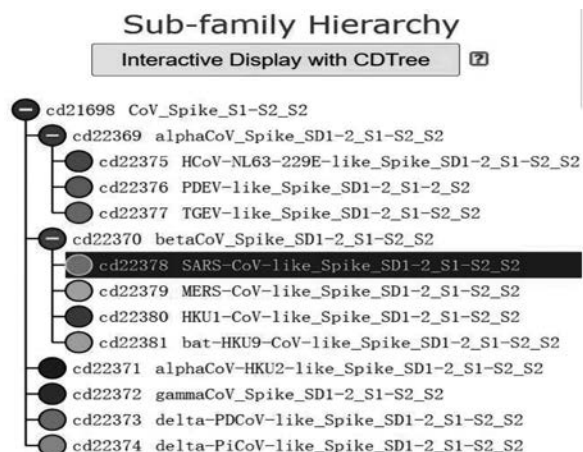 Sub-family Hierarchy
Interactive Display with CDTree ?
cd21698 CoV_Spike_S1-S2_S2
cd22369 alphaCoV_Spike_SD1-2_S1-S2_S2
cd22375 HCoV-NL63-229E-like_Spike_SD1-2_S1-S2_S2
cd22376 PDEV-like_Spike_SD1-2_S1-2_S2
cd22377 TGEV-like_Spike_SD1-2_S1-S2_S2
cd22370 betaCoV_Spike_SD1-2_S1-S2_S2
cd22378 SARS-CoV-like_Spike_SD1-2_S1-S2_S2
cd22379 MERS-CoV-like_Spike_SD1-2_S1-S2_S2
cd22380 HKU1-CoV-like_Spike_SD1-2_S1-S2_S2
cd22381 bat-HKU9-CoV-like_Spike_SD1-2_S1-S2_S2
cd22371 alphaCoV-HKU2-like_Spike_SD1-2_S1-S2_S2
cd22372 gammaCoV_Spike_SD1-2_S1-S2_S2
cd22373 delta-PDCoV-like_Spike_SD1-2_S1-S2_S2
cd22374 delta-PiCoV-like_Spike_SD1-2_S1-S2_S2